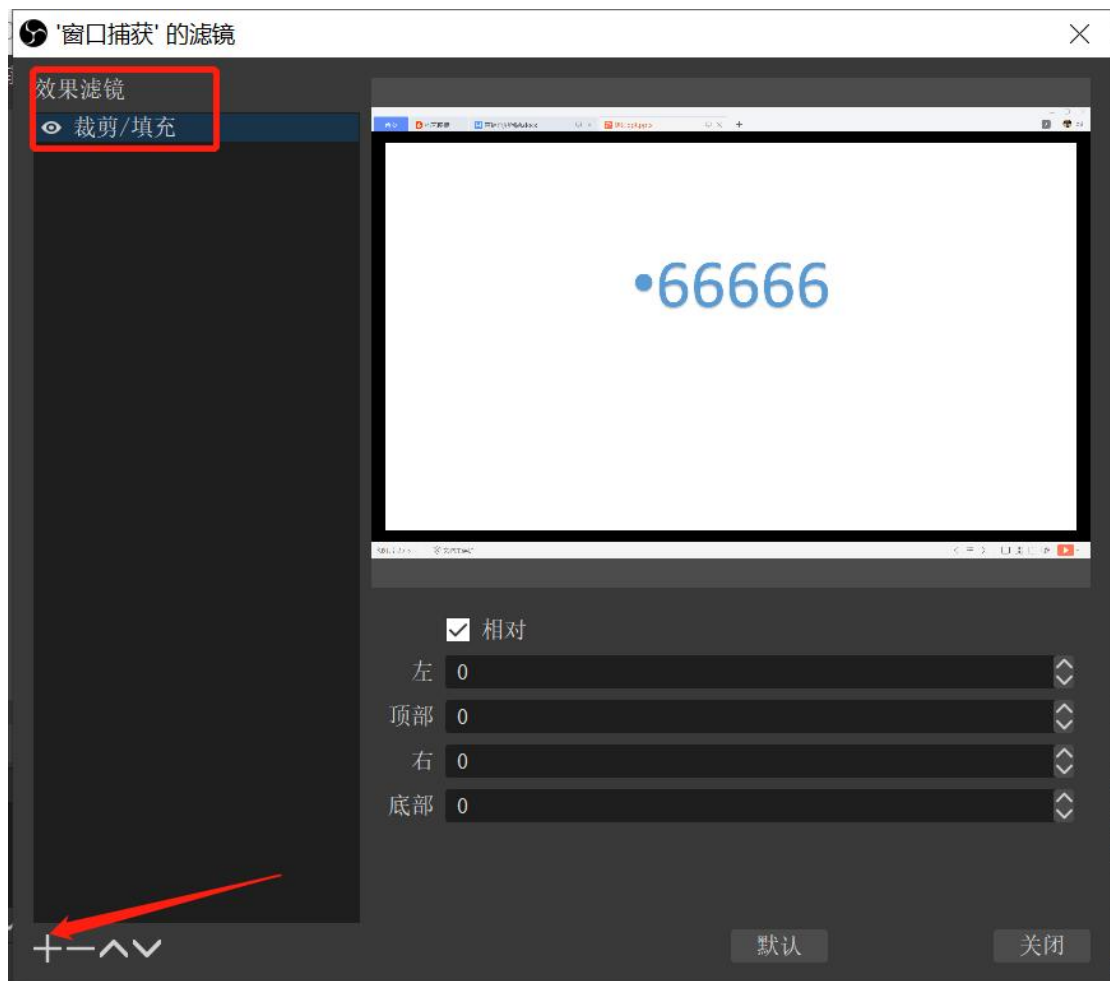 '窗口捕获' 的滤镜
效果滤镜
裁剪/填充
•66666
相对
左 0
顶部 0
右 0
底部 0
默认
关闭